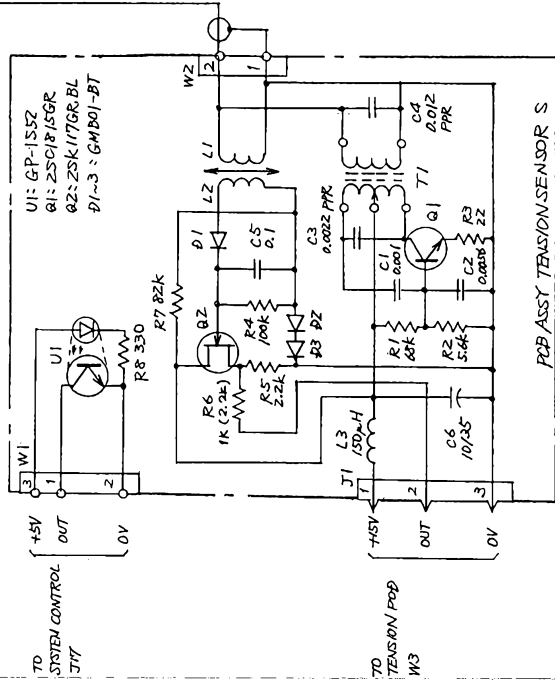 U1: GP-1S52
Q1: 2SC1815GR
Q2: 2SK117GR.BL
D1~3: GMB01-BT
W2
2
1
L1
L2
C4
0.012
PPR
T1
C3
0.0022 PPR
Q1
R3
22
C1
0.001
C2
0.0056
R1
R2
5.6k
D1
C5
0.1
R7 82k
Q2
R4
100k
D2
D3
R5
2.2k
R6
1k (2.2k)
L3
150μH
C6
10/25
U1
R8 330
W1
3
1
2
+5V
OUT
0V
TO
SYSTEM CONTROL
J17
J1
1
2
3
OUT
0V
TO
TENSION POD
W3
PCB ASSY TENSION SENSOR S